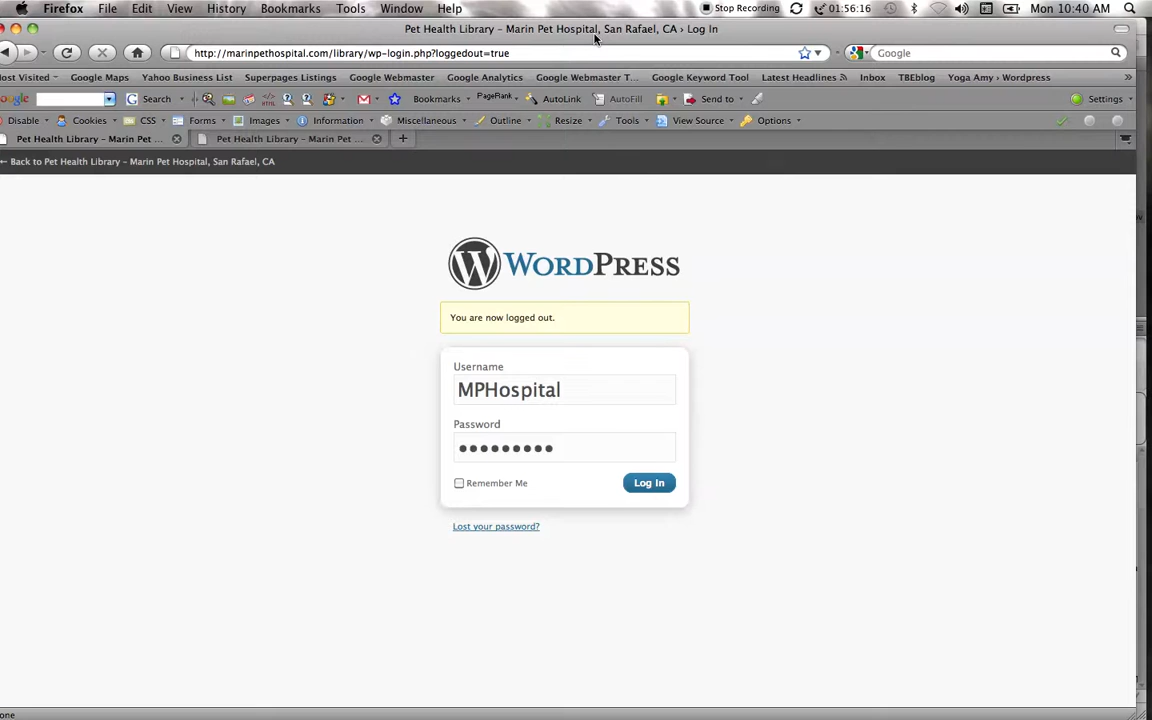 Firefox File Edit View History Bookmarks Tools Window Help Stop Recording 01:56:16 Mon 10:40 AM
Pet Health Library – Marin Pet Hospital, San Rafael, CA › Log In
http://marinpethospital.com/library/wp-login.php?loggedout=true Google
ost Visited Google Maps Yahoo Business List Superpages Listings Google Webmaster Google Analytics Google Webmaster T... Google Keyword Tool Latest Headlines Inbox TBEblog Yoga Amy › Wordpress »
oogle G Search Bookmarks PageRank AutoLink AutoFill Send to Settings
Disable Cookies CSS Forms Images Information Miscellaneous Outline Resize Tools View Source Options
Pet Health Library – Marin Pet ... Pet Health Library – Marin Pet ...
← Back to Pet Health Library – Marin Pet Hospital, San Rafael, CA
WORDPRESS
You are now logged out.
Username
MPHospital
Password
Remember Me Log In
Lost your password?
one